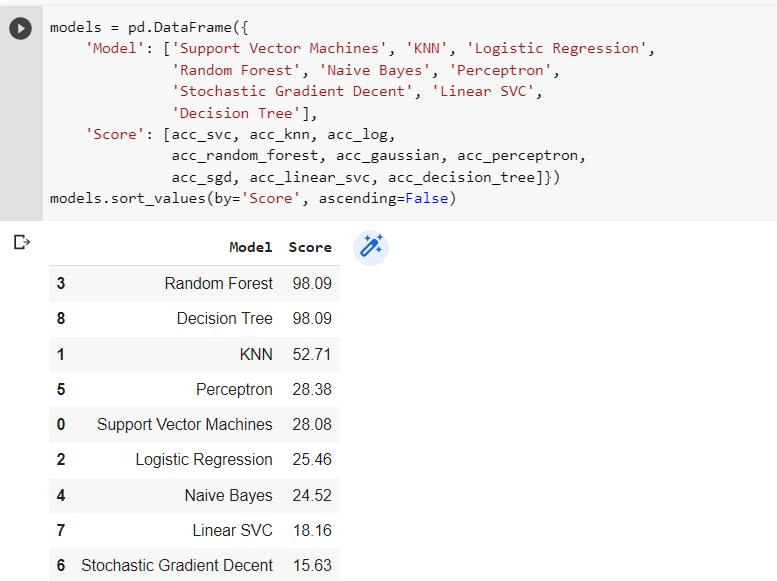 models = pd.DataFrame({
    'Model': ['Support Vector Machines', 'KNN', 'Logistic Regression',
              'Random Forest', 'Naive Bayes', 'Perceptron',
              'Stochastic Gradient Decent', 'Linear SVC',
              'Decision Tree'],
    'Score': [acc_svc, acc_knn, acc_log,
              acc_random_forest, acc_gaussian, acc_perceptron,
              acc_sgd, acc_linear_svc, acc_decision_tree]})
models.sort_values(by='Score', ascending=False)
Model Score
3 Random Forest 98.09
8 Decision Tree 98.09
1 KNN 52.71
5 Perceptron 28.38
0 Support Vector Machines 28.08
2 Logistic Regression 25.46
4 Naive Bayes 24.52
7 Linear SVC 18.16
6 Stochastic Gradient Decent 15.63